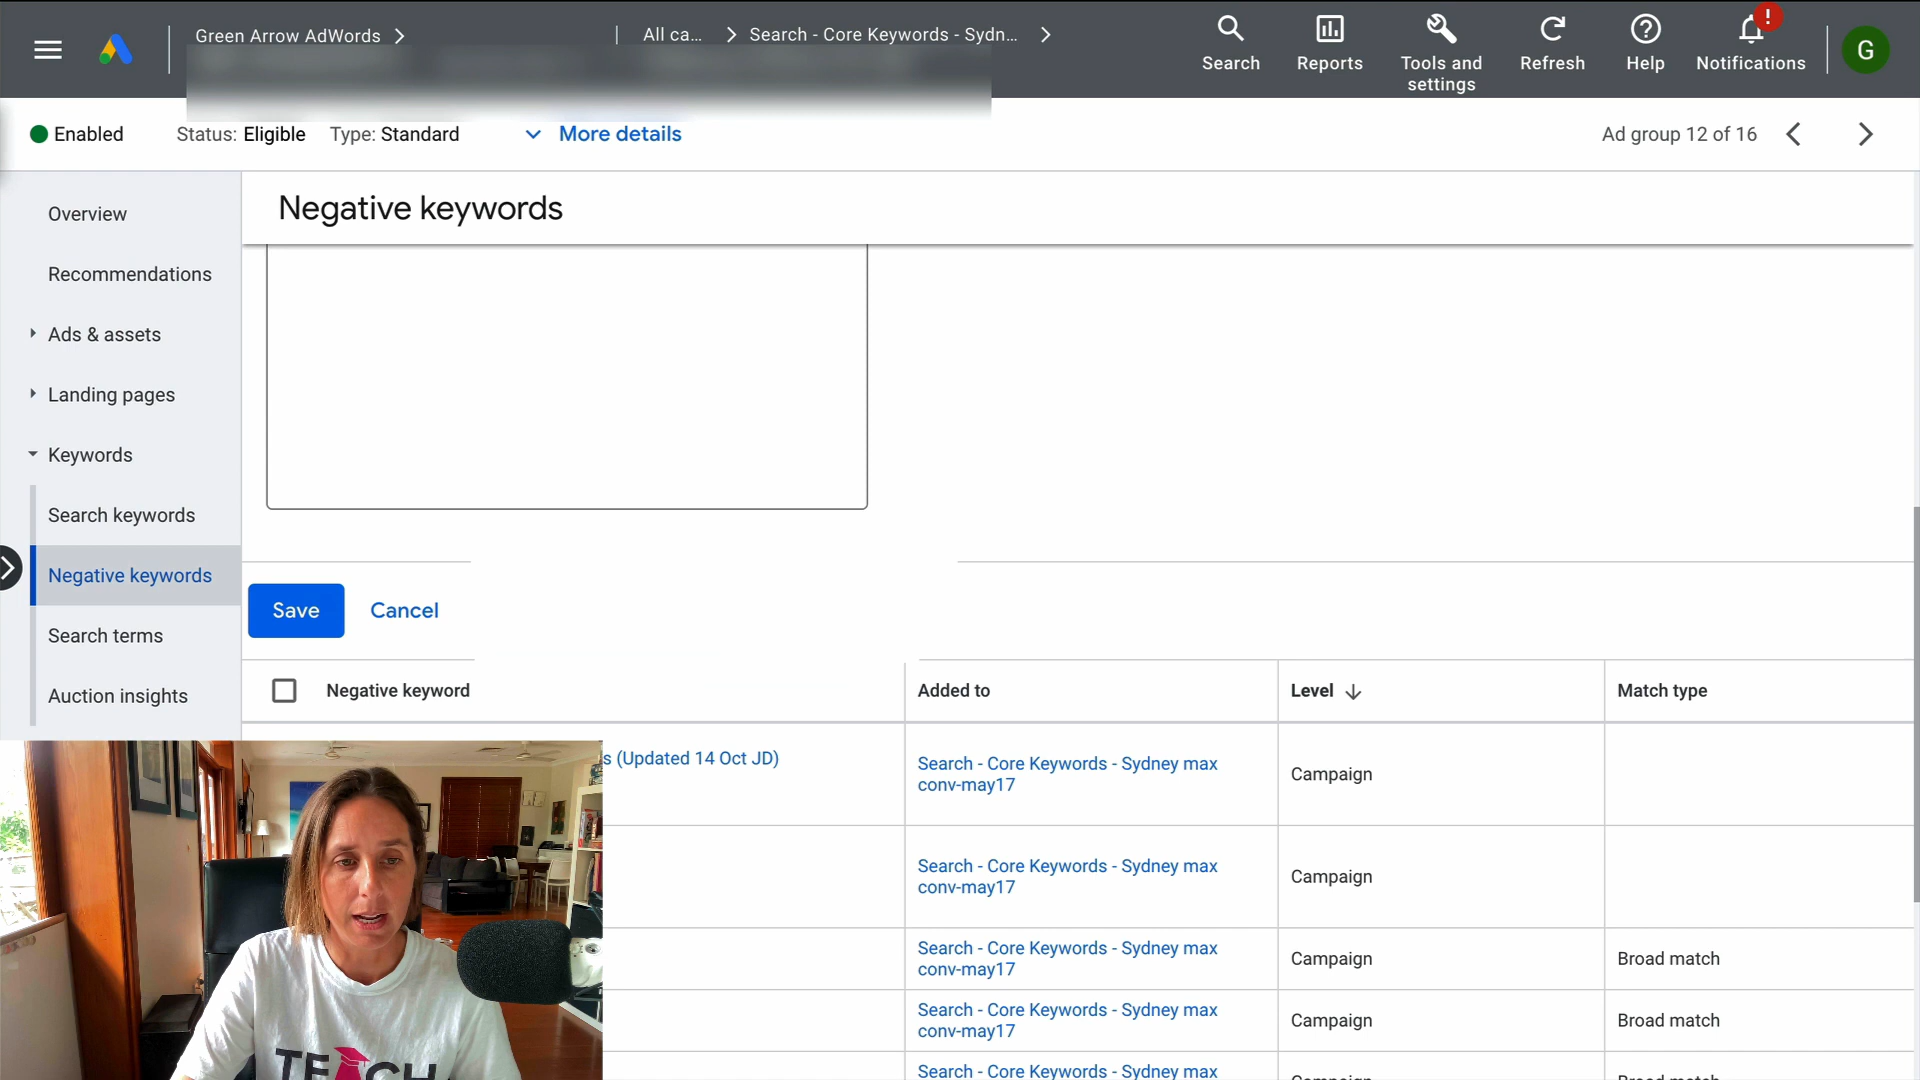 Green Arrow AdWords
All ca...
Search - Core Keywords - Sydn...
Search
Reports
Tools and settings
Refresh
Help
!
Notifications
G
Enabled
Status: Eligible
Type: Standard
More details
Ad group 12 of 16
Overview
Recommendations
Ads & assets
Landing pages
Keywords
Search keywords
Negative keywords
Search terms
Auction insights
Negative keywords
Save
Cancel
Negative keyword
Added to
Level
Match type
s (Updated 14 Oct JD)
Search - Core Keywords - Sydney max
conv-may17
Campaign
Search - Core Keywords - Sydney max
conv-may17
Campaign
Search - Core Keywords - Sydney max
conv-may17
Campaign
Broad match
Search - Core Keywords - Sydney max
conv-may17
Campaign
Broad match
Search - Core Keywords - Sydney max
Campaign
Broad match